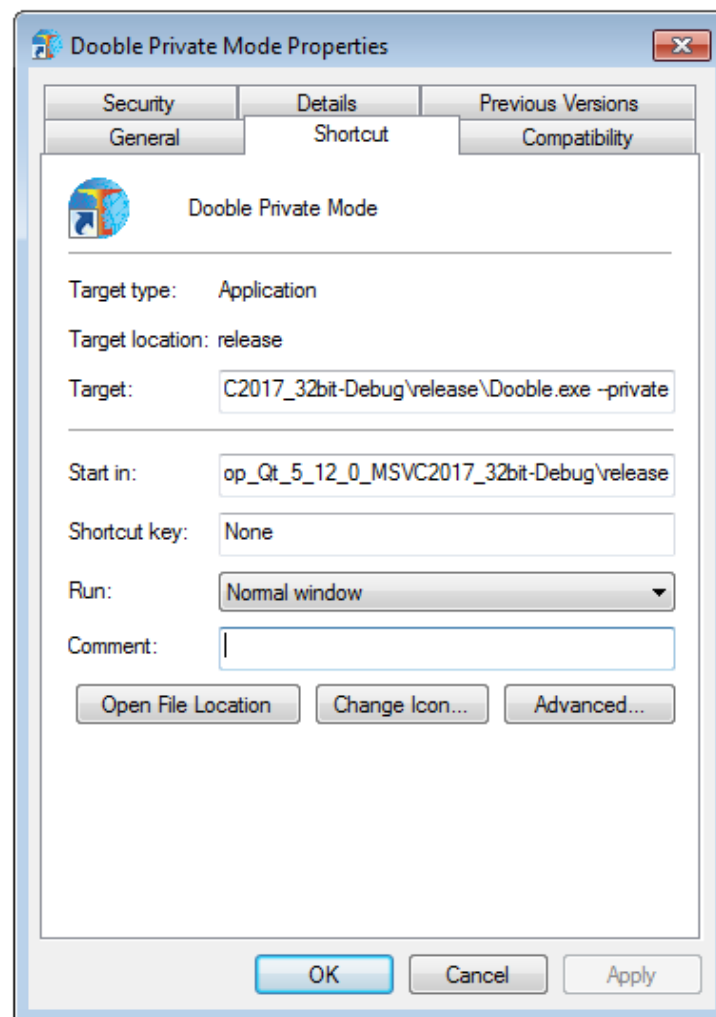 Dooble Private Mode Properties
Security Details Previous Versions
General Shortcut Compatibility
Dooble Private Mode
Target type: Application
Target location: release
Target: C2017_32bit-Debug\release\Dooble.exe --private
Start in: op_Qt_5_12_0_MSVC2017_32bit-Debug\release
Shortcut key: None
Run: Normal window
Comment:
Open File Location Change Icon... Advanced...
OK Cancel Apply